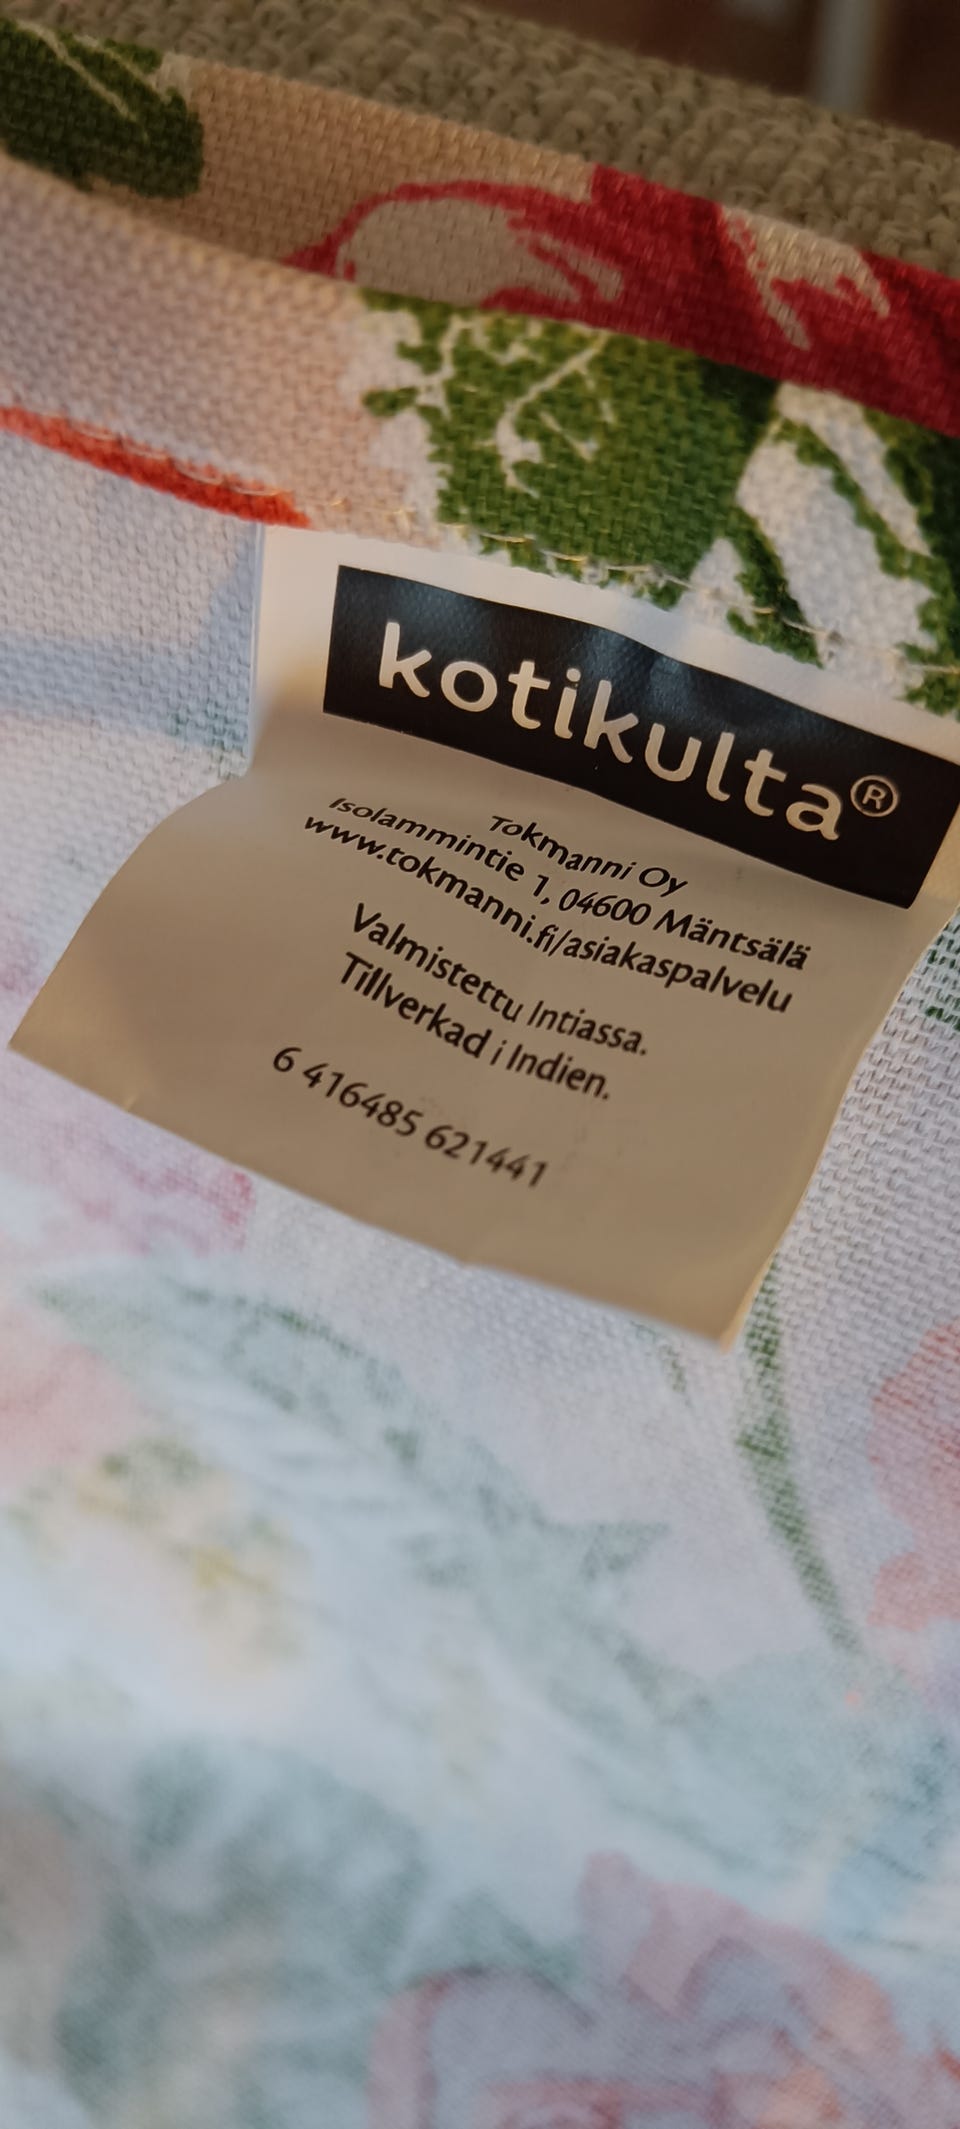 kotikulta®
Tokmanni Oy
Isolammintie 1, 04600 Mäntsälä
www.tokmanni.fi/asiakaspalvelu
Valmistettu Intiassa.
Tillverkad i Indien.
6 416485 621441